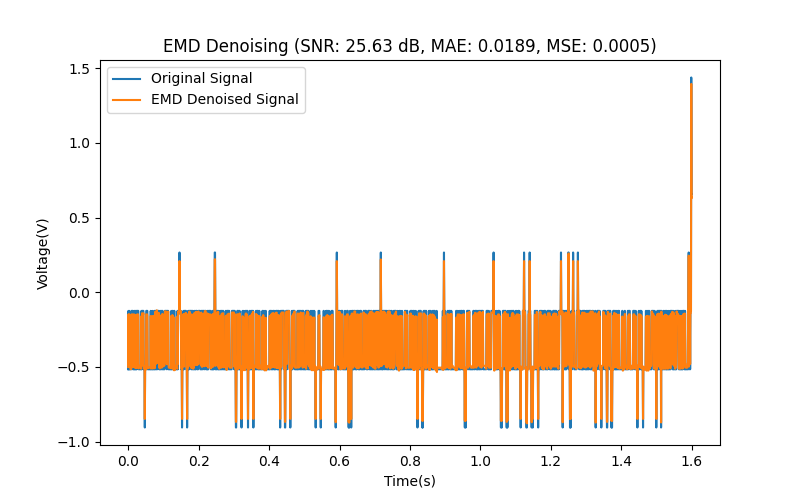 EMD Denoising (SNR: 25.63 dB, MAE: 0.0189, MSE: 0.0005)
Original Signal
EMD Denoised Signal
1.5
1.0
0.5
0.0
−0.5
−1.0
Voltage(V)
0.0 0.2 0.4 0.6 0.8 1.0 1.2 1.4 1.6
Time(s)